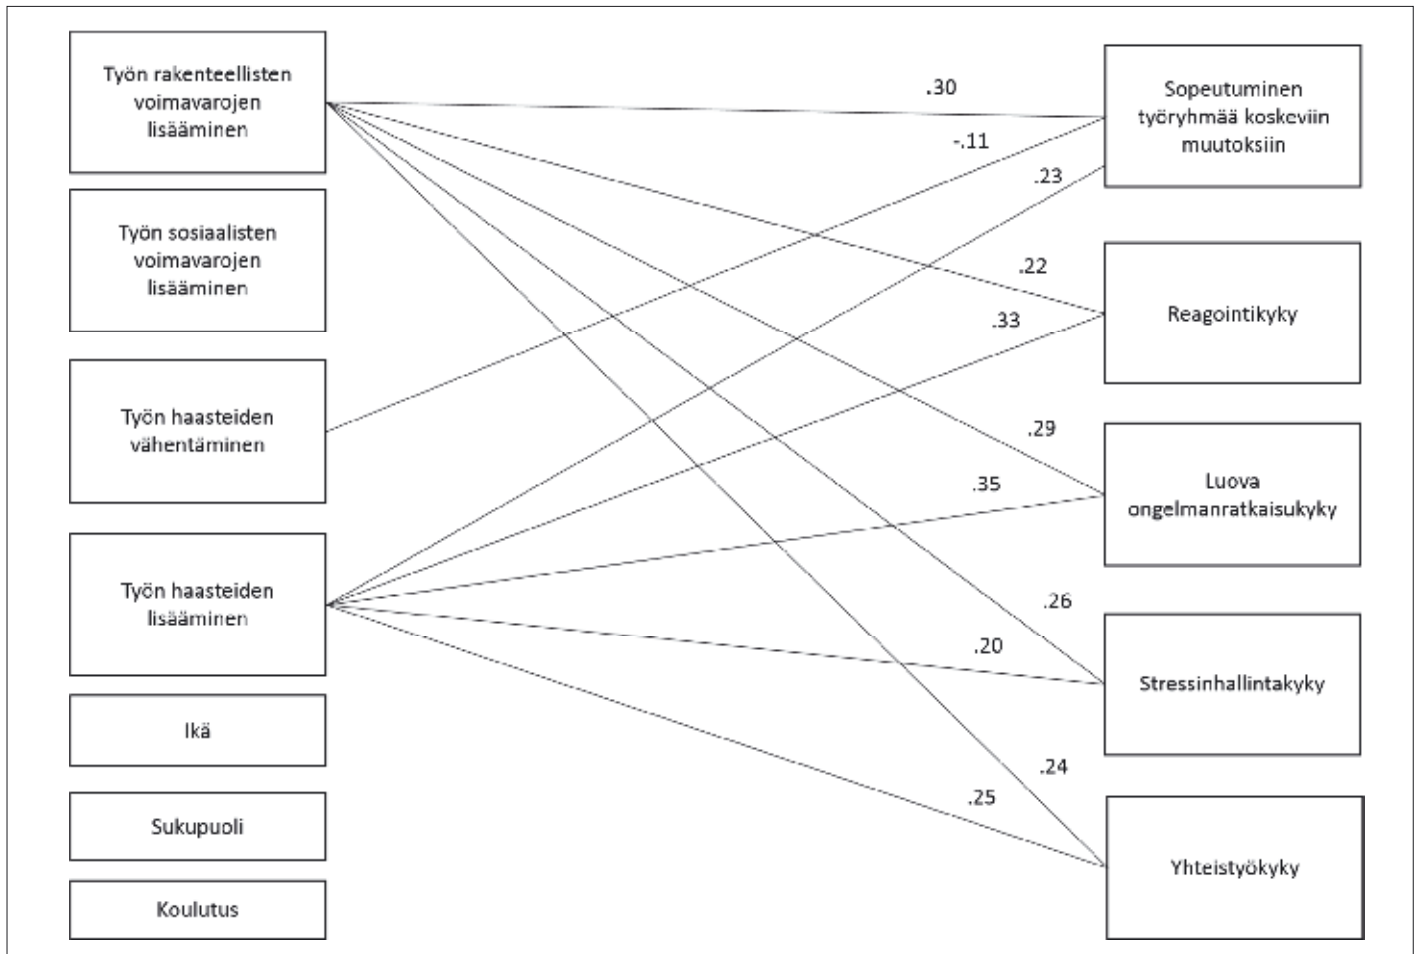 Työn rakenteellisten
voimavarojen
lisääminen
Työn sosiaalisten
voimavarojen
lisääminen
Työn haasteiden
vähentäminen
Työn haasteiden
lisääminen
Ikä
Sukupuoli
Koulutus
.30
-.11
.23
.22
.33
.29
.35
.26
.20
.24
.25
Sopeutuminen
työryhmää koskeviin
muutoksiin
Reagointikyky
Luova
ongelmanratkaisukyky
Stressinhallintakyky
Yhteistyökyky